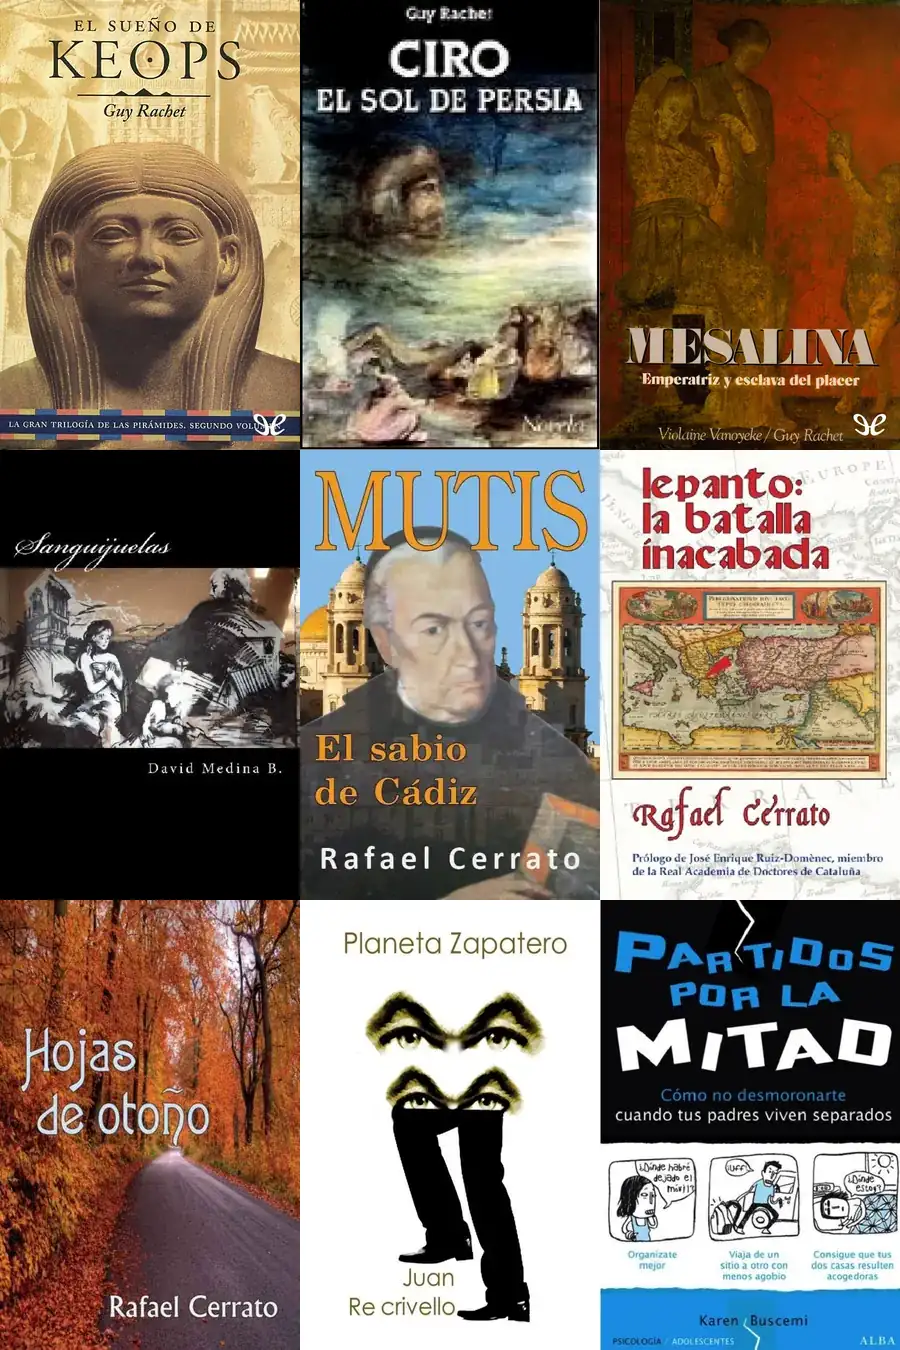 EL SUEÑO DE
KEOPS
Guy Rachet
LA GRAN TRILOGÍA DE LAS PIRÁMIDES. SEGUNDO VOLU
Guy Rachet
CIRO
EL SOL DE PERSIA
Novela
MESALINA
Emperatriz y esclava del placer
Violaine Vanoyeke / Guy Rachet
Sanguijuelas
David Medina B.
MUTIS
El sabio
de Cádiz
Rafael Cerrato
lepanto:
la batalla
inacabada
Rafael Cerrato
Prólogo de José Enrique Ruiz-Domènec, miembro
de la Real Academia de Doctores de Cataluña
Hojas
de otoño
Rafael Cerrato
Planeta Zapatero
Juan
Re crivello
PARTIDOS
POR LA
MITAD
Cómo no desmoronarte
cuando tus padres viven separados
¿Dónde habré
dejado el
móvil?
¡UFF!
¿Dónde
estoy?
Organízate
mejor
Viaja de un
sitio a otro con
menos agobio
Consigue que tus
dos casas resulten
acogedoras
Karen Buscemi
PSICOLOGÍA / ADOLESCENTES
ALBA